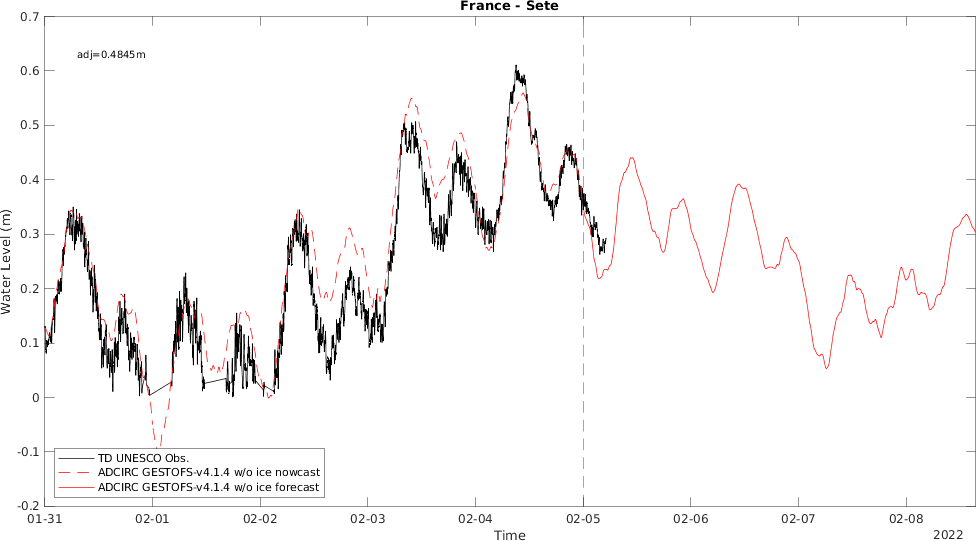 France - Sete
adj=0.4845m
Water Level (m)
0.7
0.6
0.5
0.4
0.3
0.2
0.1
0
-0.1
-0.2
TD UNESCO Obs.
ADCIRC GESTOFS-v4.1.4 w/o ice nowcast
ADCIRC GESTOFS-v4.1.4 w/o ice forecast
01-31 02-01 02-02 02-03 02-04 02-05 02-06 02-07 02-08
Time
2022